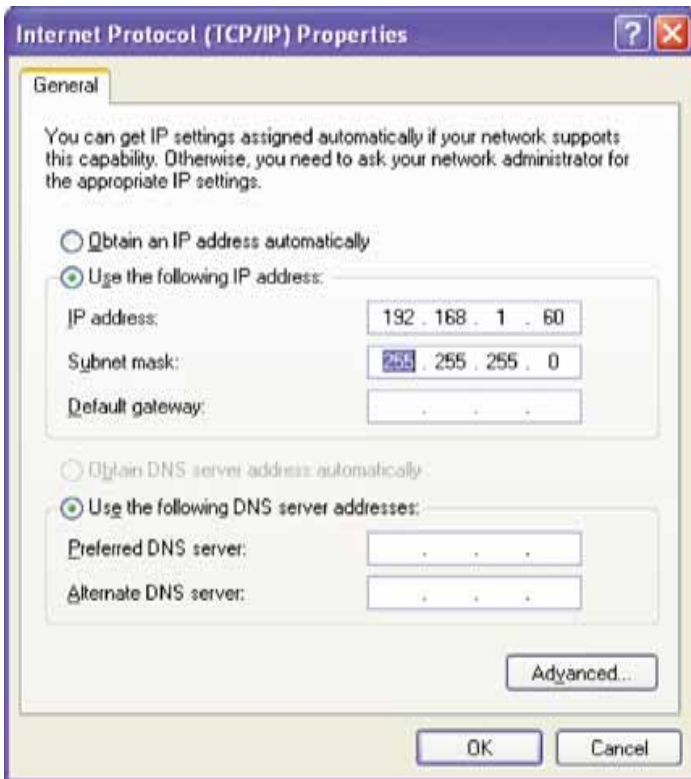 Internet Protocol (TCP/IP) Properties
General
You can get IP settings assigned automatically if your network supports
this capability. Otherwise, you need to ask your network administrator for
the appropriate IP settings.
Obtain an IP address automatically
Use the following IP address:
IP address: 192 . 168 . 1 . 60
Subnet mask: 255 . 255 . 255 . 0
Default gateway: . . .
Obtain DNS server address automatically
Use the following DNS server addresses:
Preferred DNS server: . . .
Alternate DNS server: . . .
Advanced...
OK Cancel